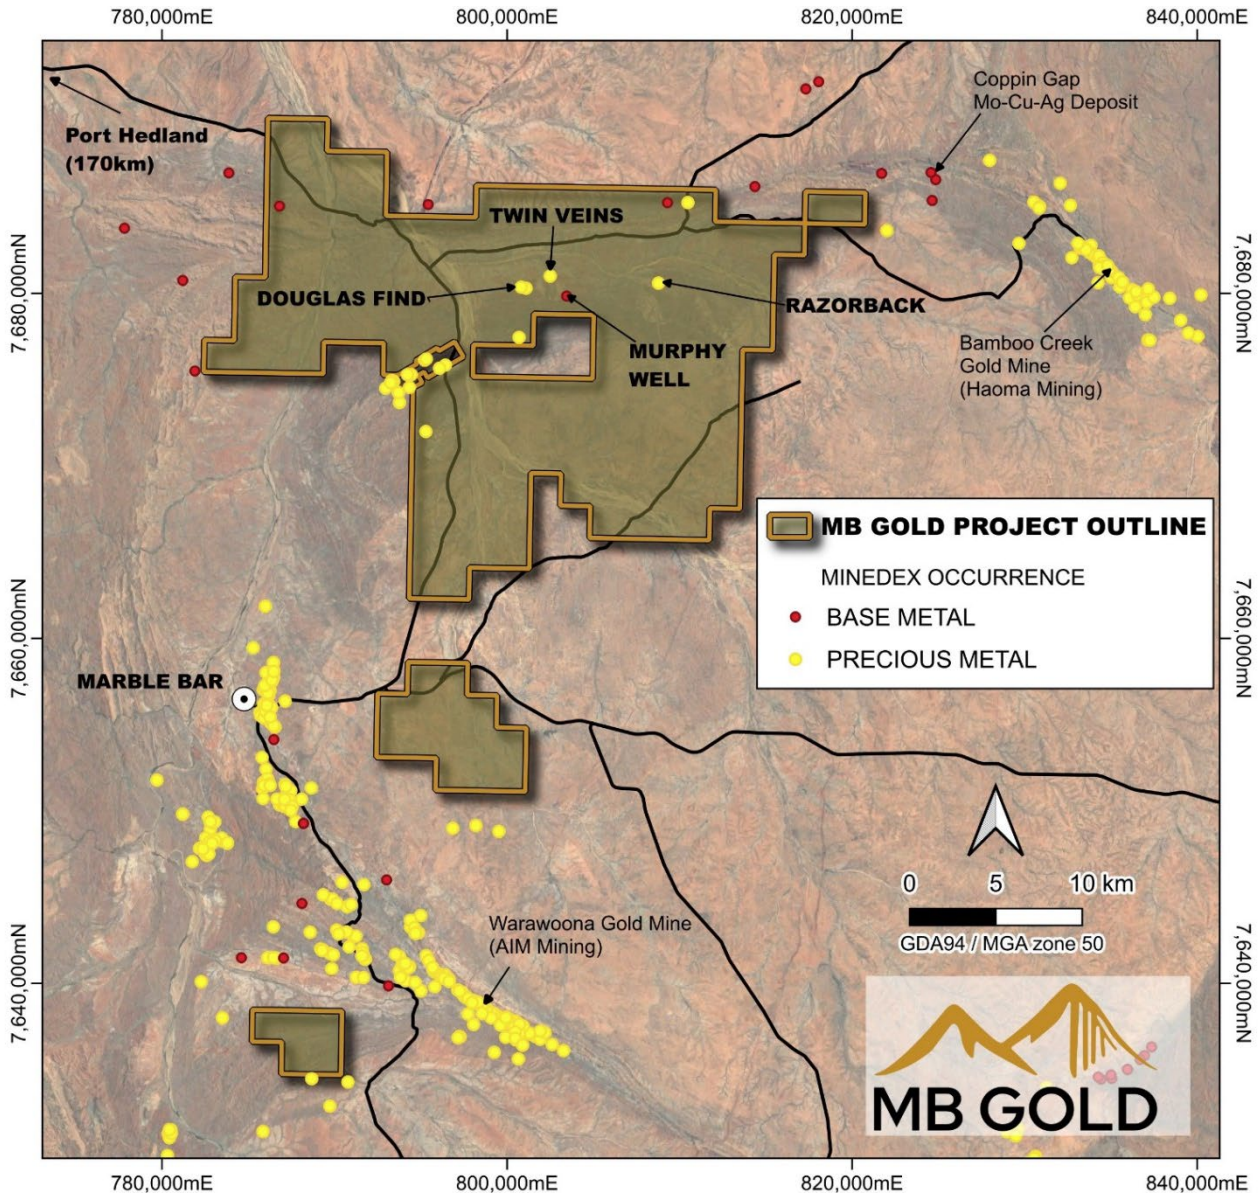 780,000mE
800,000mE
820,000mE
840,000mE
Coppin Gap
Mo-Cu-Ag Deposit
Port Hedland
(170km)
TWIN VEINS
7,680,000mN
7,680,000mN
DOUGLAS FIND
RAZORBACK
MURPHY
WELL
Bamboo Creek
Gold Mine
(Haoma Mining)
MB GOLD PROJECT OUTLINE
MINEDEX OCCURRENCE
BASE METAL
PRECIOUS METAL
7,660,000mN
7,660,000mN
MARBLE BAR
0 5 10 km
GDA94 / MGA zone 50
Warawoona Gold Mine
(AIM Mining)
7,640,000mN
7,640,000mN
MB GOLD
780,000mE
800,000mE
820,000mE
840,000mE